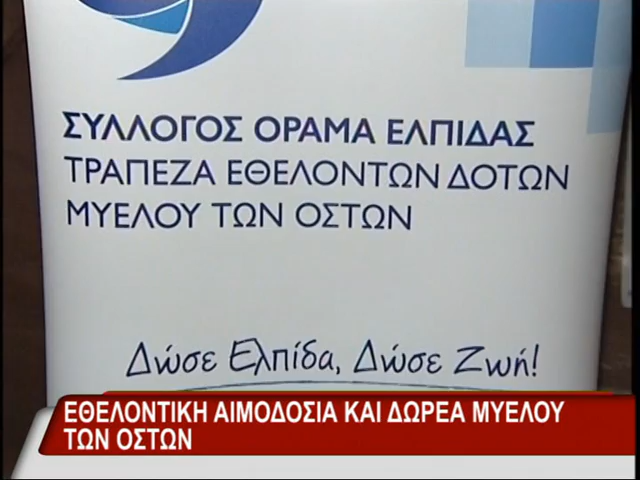 ΣΥΛΛΟΓΟΣ ΟΡΑΜΑ ΕΛΠΙΔΑΣ
ΤΡΑΠΕΖΑ ΕΘΕΛΟΝΤΩΝ ΔΟΤΩΝ
ΜΥΕΛΟΥ ΤΩΝ ΟΣΤΩΝ
Δώσε Ελπίδα, Δώσε Ζωή!
ΕΘΕΛΟΝΤΙΚΗ ΑΙΜΟΔΟΣΙΑ ΚΑΙ ΔΩΡΕΑ ΜΥΕΛΟΥ
ΤΩΝ ΟΣΤΩΝ